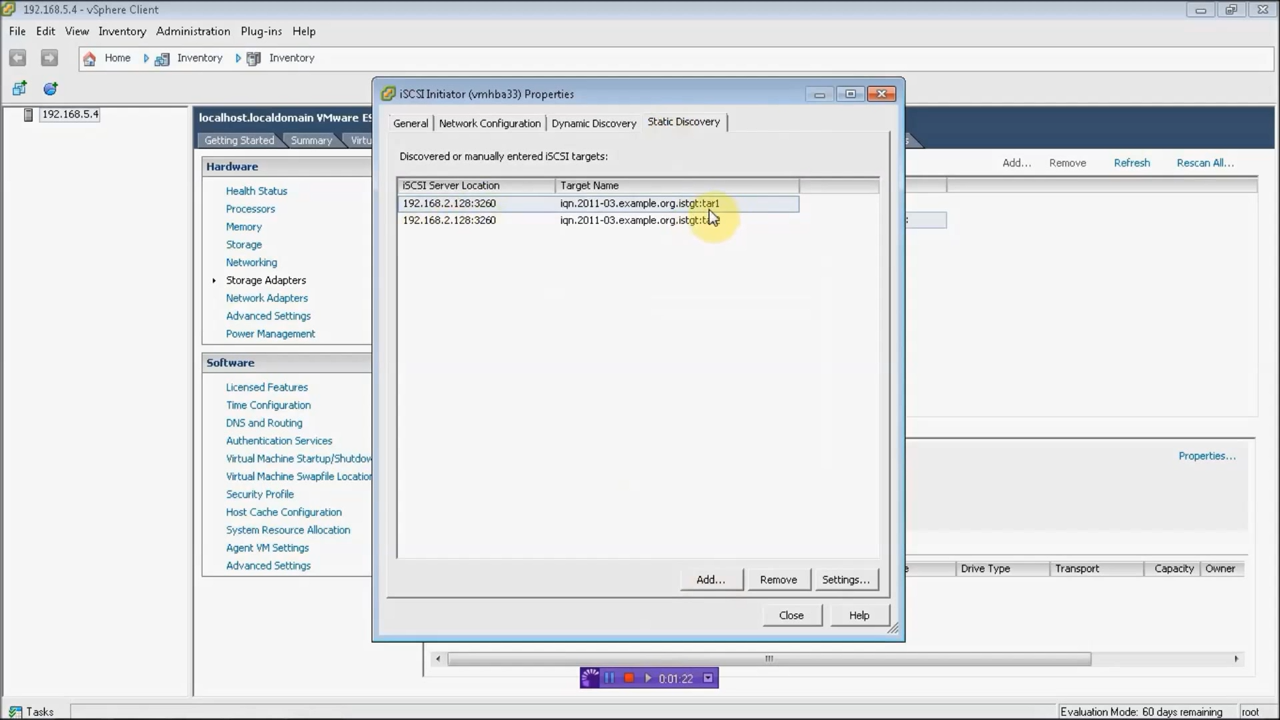 192.168.5.4 - vSphere Client
File Edit View Inventory Administration Plug-ins Help
Home Inventory Inventory
192.168.5.4
localhost.localdomain VMware ES
Getting Started Summary Virtu
Hardware
Health Status
Processors
Memory
Storage
Networking
Storage Adapters
Network Adapters
Advanced Settings
Power Management
Software
Licensed Features
Time Configuration
DNS and Routing
Authentication Services
Virtual Machine Startup/Shutdow
Virtual Machine Swapfile Location
Security Profile
Host Cache Configuration
System Resource Allocation
Agent VM Settings
Advanced Settings
iSCSI Initiator (vmhba33) Properties
General Network Configuration Dynamic Discovery Static Discovery
Discovered or manually entered iSCSI targets:
iSCSI Server Location Target Name
192.168.2.128:3260 iqn.2011-03.example.org.istgt:tar1
192.168.2.128:3260
Add... Remove Settings...
Close Help
Add... Remove Refresh Rescan All...
Properties...
Drive Type Transport Capacity Owner
0:01:22
Tasks Evaluation Mode: 60 days remaining root